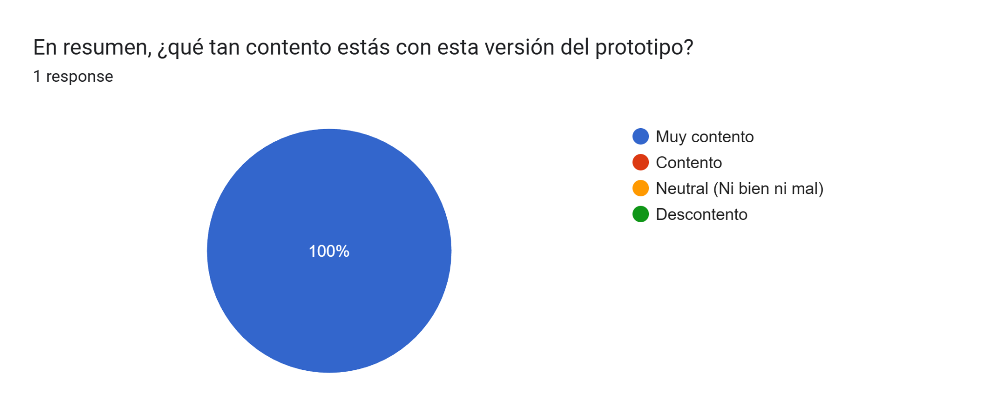 En resumen, ¿qué tan contento estás con esta versión del prototipo?
1 response
100%
Muy contento
Contento
Neutral (Ni bien ni mal)
Descontento